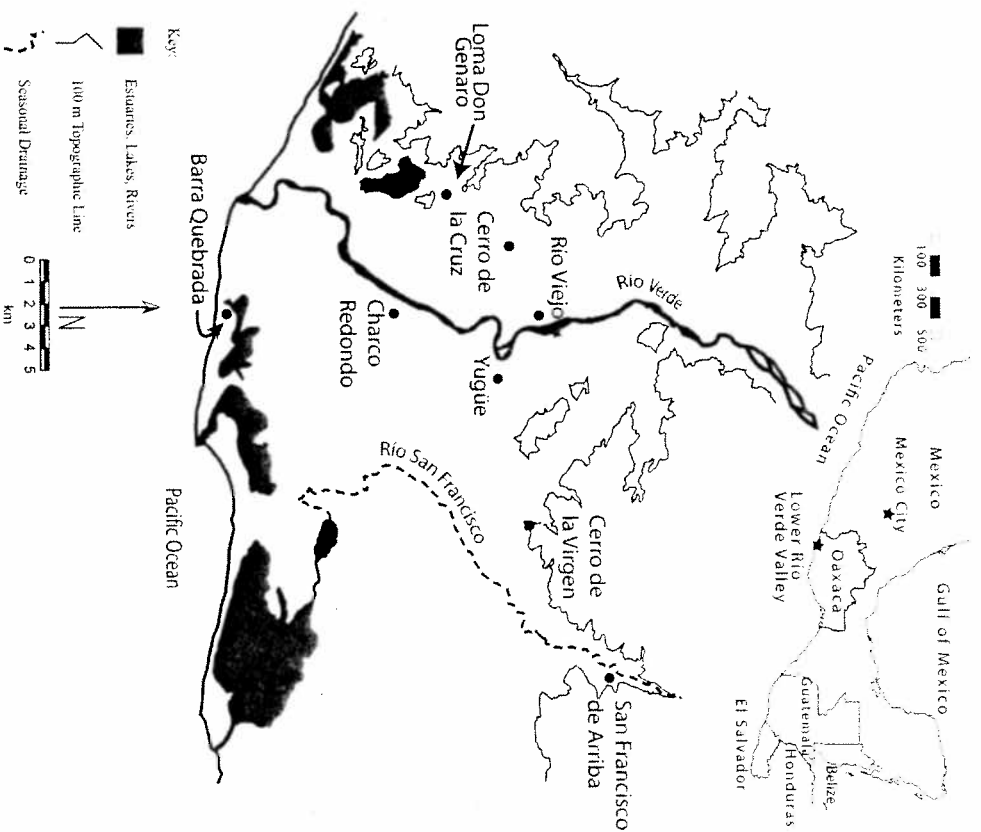 Mexico
Gulf of Mexico
Mexico City
Oaxaca
Belize
Guatemala
Honduras
El Salvador
Pacific Ocean
Lower Río
Verde Valley
100 300 500
Kilometers
Río Verde
San Francisco
de Arriba
Cerro de
la Virgen
Río Viejo
Cerro de
la Cruz
Yugüe
Loma Don
Genaro
Río San Francisco
Charco
Redondo
Barra Quebrada
Pacific Ocean
Key:
Estuaries, Lakes, Rivers
100 m Topographic Line
Seasonal Drainage
N
0 1 2 3 4 5
km